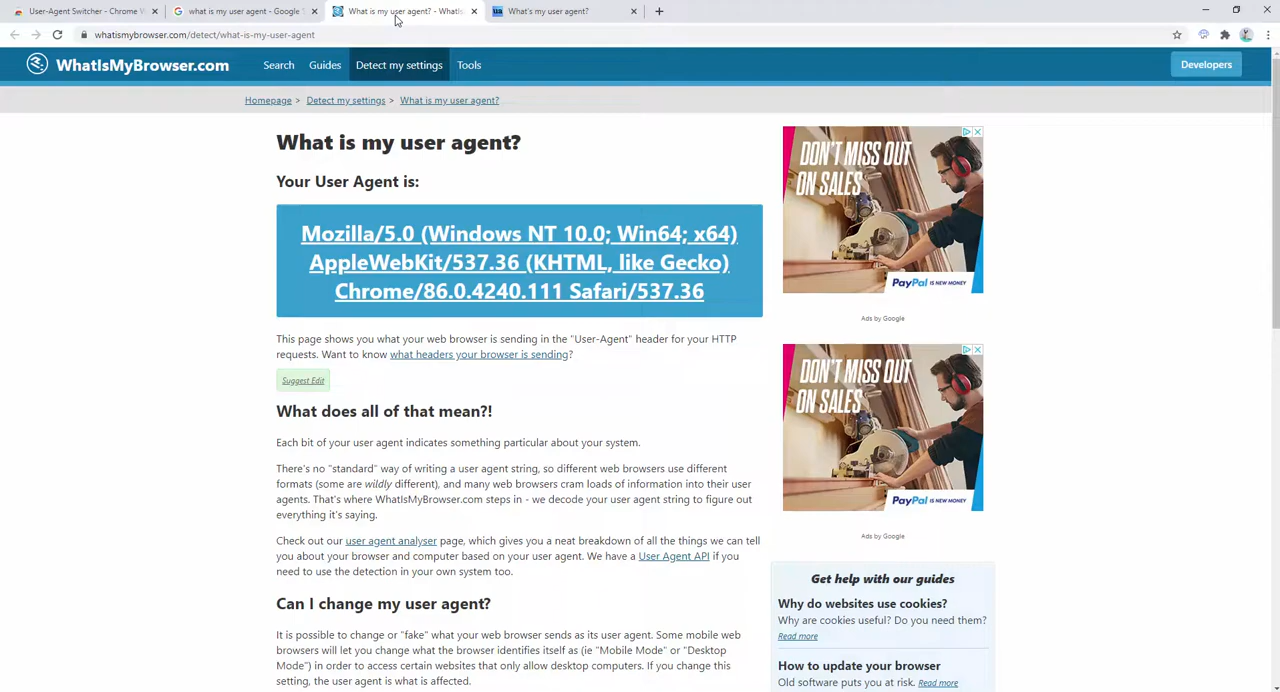 User-Agent Switcher - Chrome W
what is my user agent - Google S
What is my user agent? - WhatIs
What's my user agent?
whatismybrowser.com/detect/what-is-my-user-agent
WhatIsMyBrowser.com
Search
Guides
Detect my settings
Tools
Developers
Homepage > Detect my settings > What is my user agent?
What is my user agent?
Your User Agent is:
Mozilla/5.0 (Windows NT 10.0; Win64; x64)
AppleWebKit/537.36 (KHTML, like Gecko)
Chrome/86.0.4240.111 Safari/537.36
This page shows you what your web browser is sending in the "User-Agent" header for your HTTP
requests. Want to know what headers your browser is sending?
Suggest Edit
What does all of that mean?!
Each bit of your user agent indicates something particular about your system.
There's no "standard" way of writing a user agent string, so different web browsers use different
formats (some are wildly different), and many web browsers cram loads of information into their user
agents. That's where WhatIsMyBrowser.com steps in - we decode your user agent string to figure out
everything it's saying.
Check out our user agent analyser page, which gives you a neat breakdown of all the things we can tell
you about your browser and computer based on your user agent. We have a User Agent API if you
need to use the detection in your own system too.
Can I change my user agent?
It is possible to change or "fake" what your web browser sends as its user agent. Some mobile web
browsers will let you change what the browser identifies itself as (ie "Mobile Mode" or "Desktop
Mode") in order to access certain websites that only allow desktop computers. If you change this
setting, the user agent is what is affected.
DON'T MISS OUT
ON SALES
PayPal IS NEW MONEY
Ads by Google
DON'T MISS OUT
ON SALES
PayPal IS NEW MONEY
Ads by Google
Get help with our guides
Why do websites use cookies?
Why are cookies useful? Do you need them?
Read more
How to update your browser
Old software puts you at risk. Read more